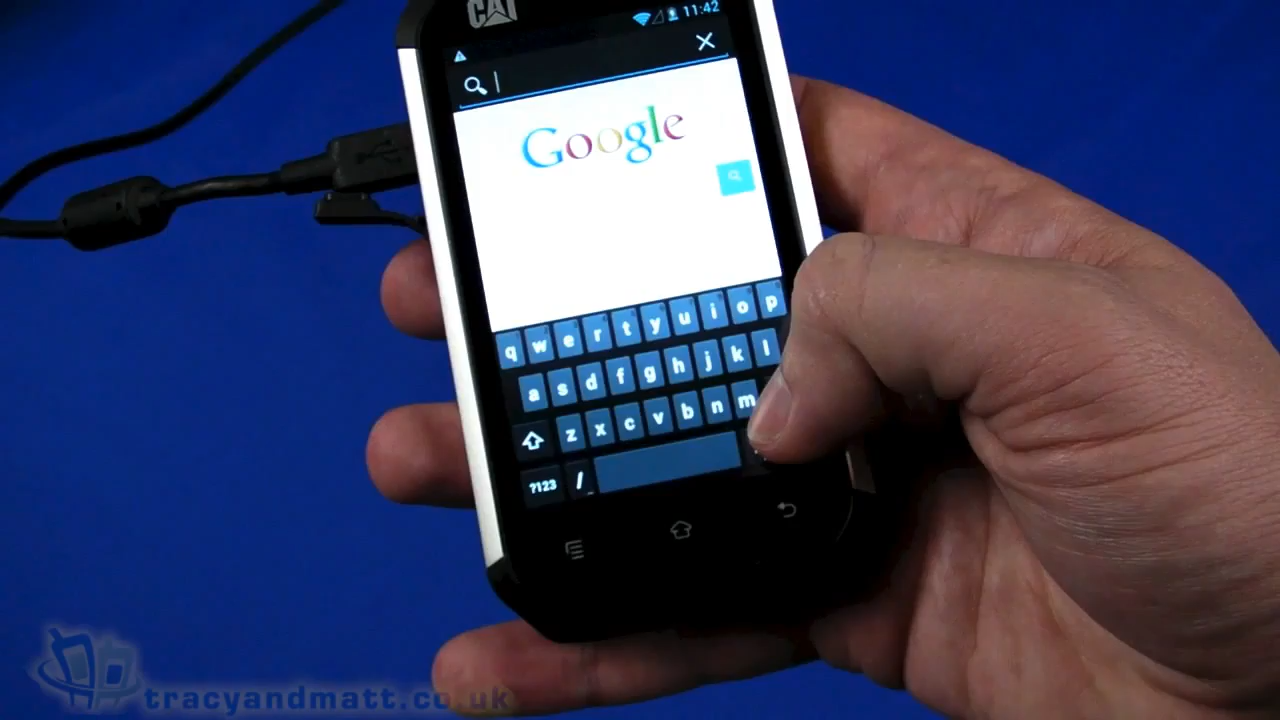 CAT
11:42
Google
q w e r t y u i o p
a s d f g h j k l
z x c v b n m
?123 /
tracyandmatt.co.uk